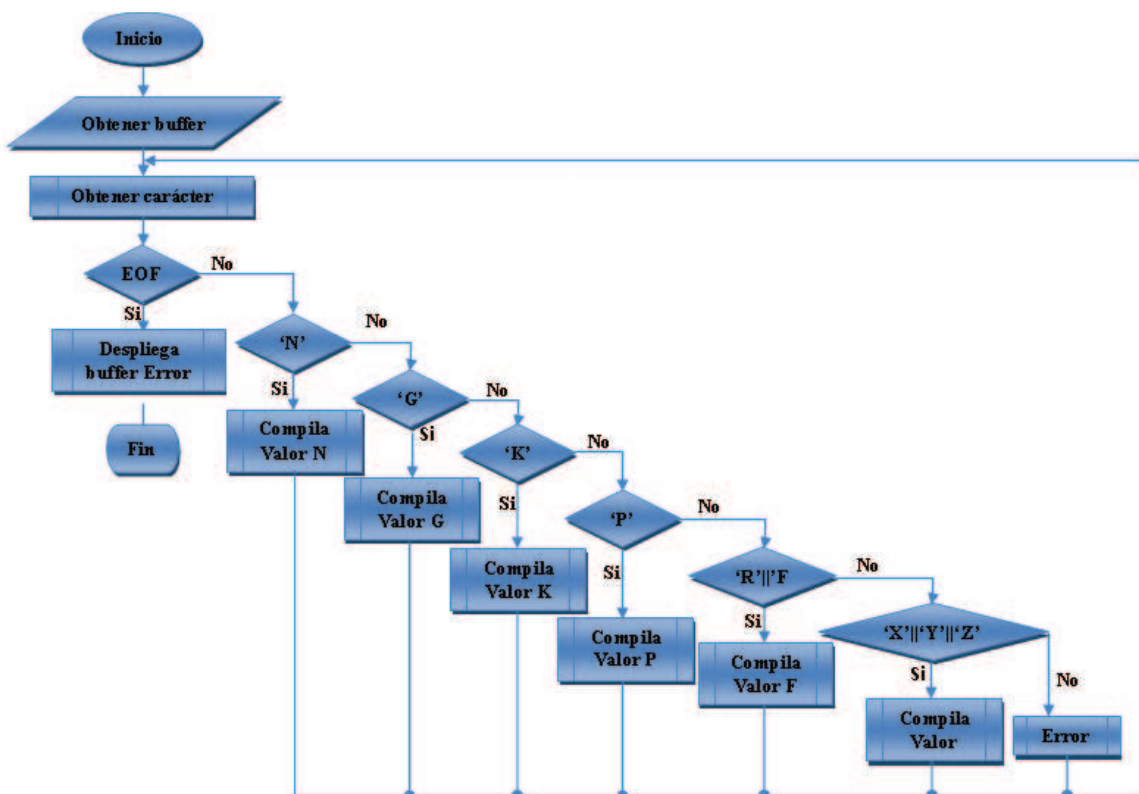 Inicio
Obtener buffer
Obtener carácter
EOF
No
Si
Despliega
buffer Error
Fin
‘N’
No
Si
Compila
Valor N
‘G’
No
Si
Compila
Valor G
‘K’
No
Si
Compila
Valor K
‘P’
No
Si
Compila
Valor P
‘R’||’F
No
Si
Compila
Valor F
‘X’||‘Y’||‘Z’
Si
No
Compila
Valor
Error